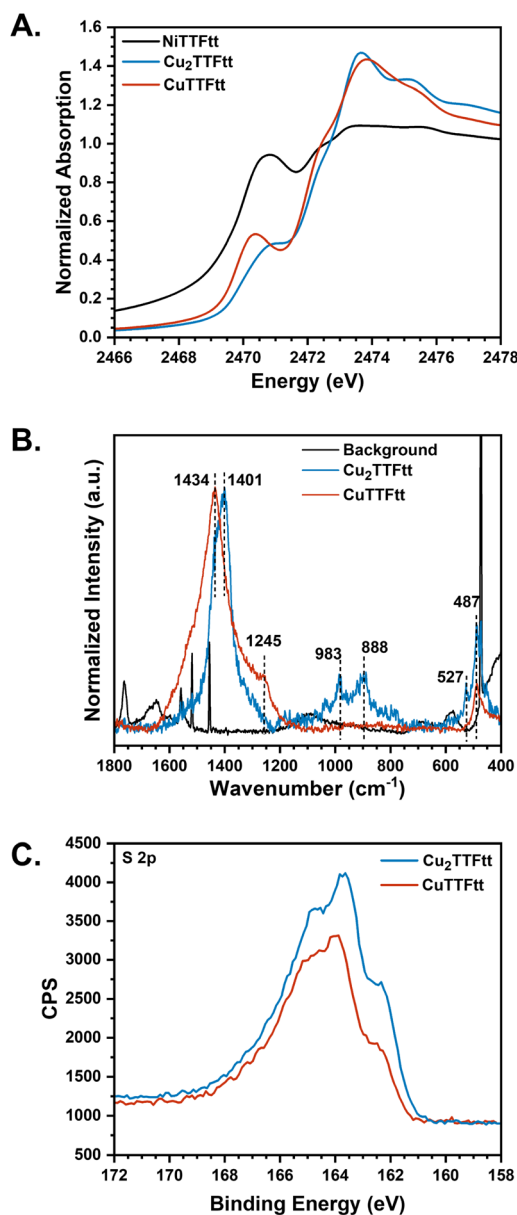 A.
NiTTFtt
Cu₂TTFtt
CuTTFtt
Normalized Absorption
1.6
1.4
1.2
1.0
0.8
0.6
0.4
0.2
0.0
2466 2468 2470 2472 2474 2476 2478
Energy (eV)
B.
Background
Cu₂TTFtt
CuTTFtt
Normalized Intensity (a.u.)
1434 1401
1245
983 888
527
487
1800 1600 1400 1200 1000 800 600 400
Wavenumber (cm⁻¹)
C.
S 2p
Cu₂TTFtt
CuTTFtt
CPS
4500
4000
3500
3000
2500
2000
1500
1000
500
172 170 168 166 164 162 160 158
Binding Energy (eV)